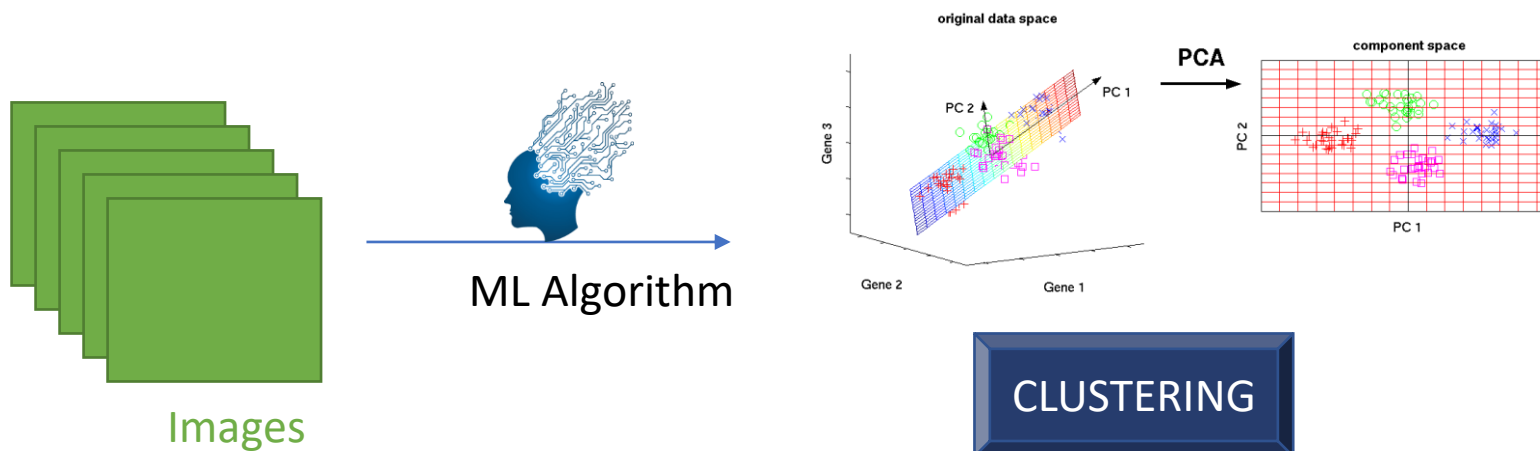 Images
ML Algorithm
original data space
Gene 3
Gene 2
Gene 1
PC 2
PC 1
PCA
component space
PC 2
PC 1
CLUSTERING